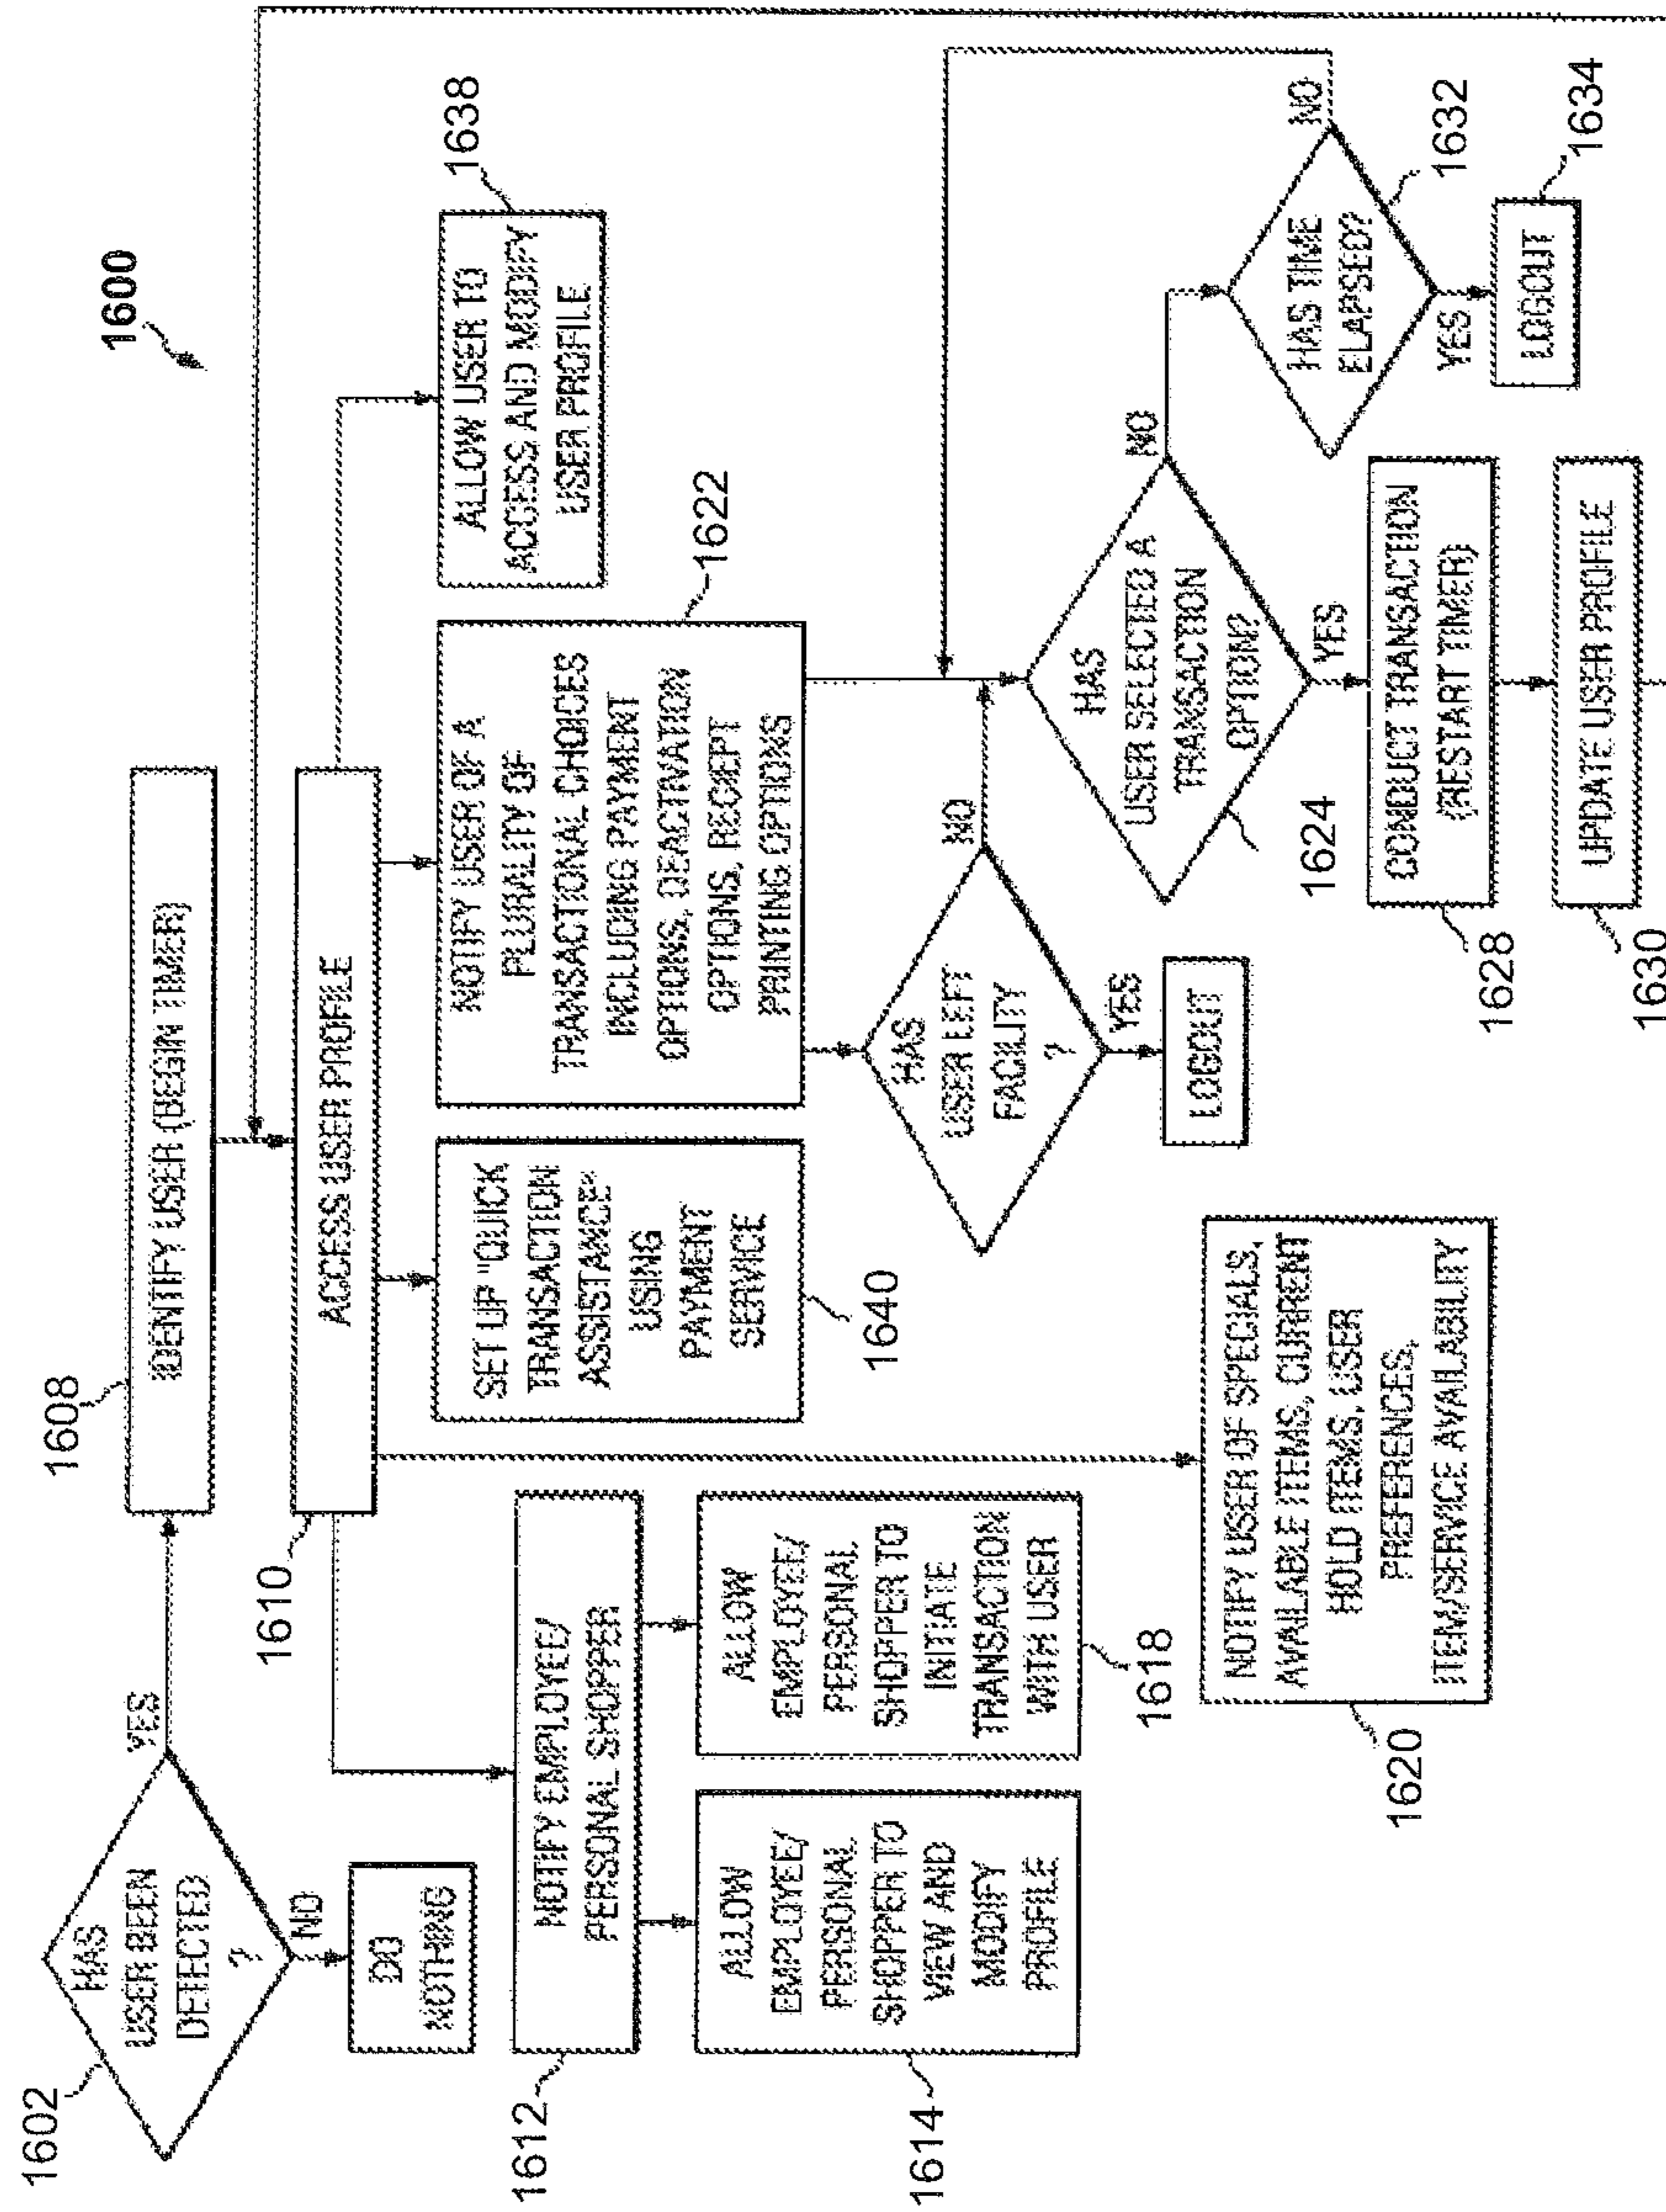 1600
1602
HAS
USER BEEN
DETECTED
?
YES
NO
DO
NOTHING
1608
IDENTIFY USER (BEGIN TIMER)
1610
ACCESS USER PROFILE
1612
NOTIFY EMPLOYE/
PERSONAL SHOPPER
1614
ALLOW
EMPLOYEE/
PERSONAL
SHOPPER TO
VIEW AND
MODIFY
PROFILE
ALLOW
EMPLOYEE/
PERSONAL
SHOPPER TO
INITIATE
TRANSACTION
WITH USER
1618
SET UP "QUICK
TRANSACTION
ASSISTANCE"
USING
PAYMENT
SERVICE
1640
NOTIFY USER OF A
PLURALITY OF
TRANSACTIONAL CHOICES
INCLUDING PAYMENT
OPTIONS, DEACTIVATION
OPTIONS, RECEIPT
PRINTING OPTIONS
1622
ALLOW USER TO
ACCESS AND MODIFY
USER PROFILE
1638
NOTIFY USER OF SPECIALS,
AVAILABLE ITEMS, CURRENT
HOLD ITEMS, USER
PREFERENCES,
ITEM/SERVICE AVAILABILITY
1620
HAS
USER LEFT
FACILITY
?
NO
YES
LOGOUT
HAS
USER SELECTED A
TRANSACTION
OPTION?
1624
NO
YES
HAS TIME
ELAPSED?
NO
1632
YES
LOGOUT
1634
CONDUCT TRANSACTION
(RESTART TIMER)
1628
UPDATE USER PROFILE
1630